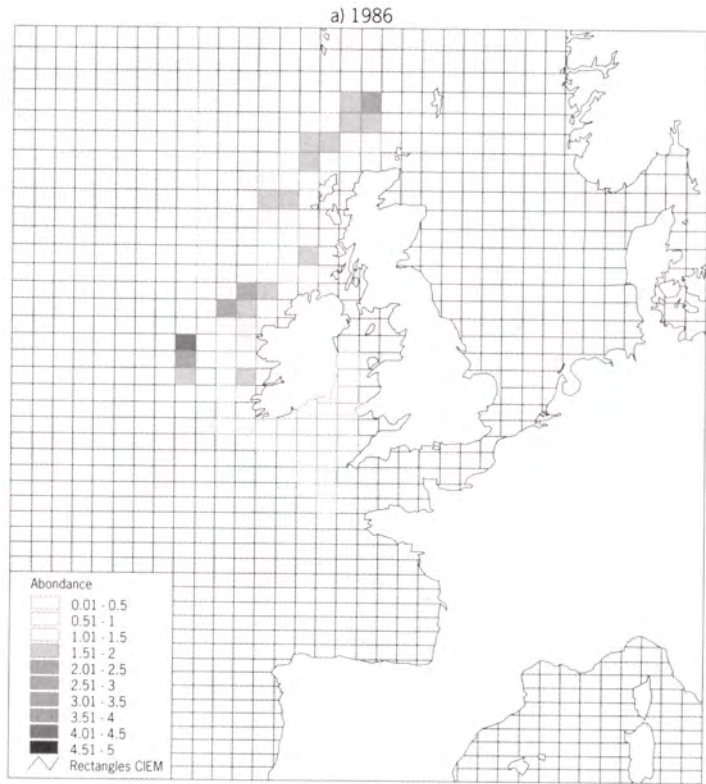 a) 1986
Abondance
0.01 - 0.5
0.51 - 1
1.01 - 1.5
1.51 - 2
2.01 - 2.5
2.51 - 3
3.01 - 3.5
3.51 - 4
4.01 - 4.5
4.51 - 5
Rectangles CIEM